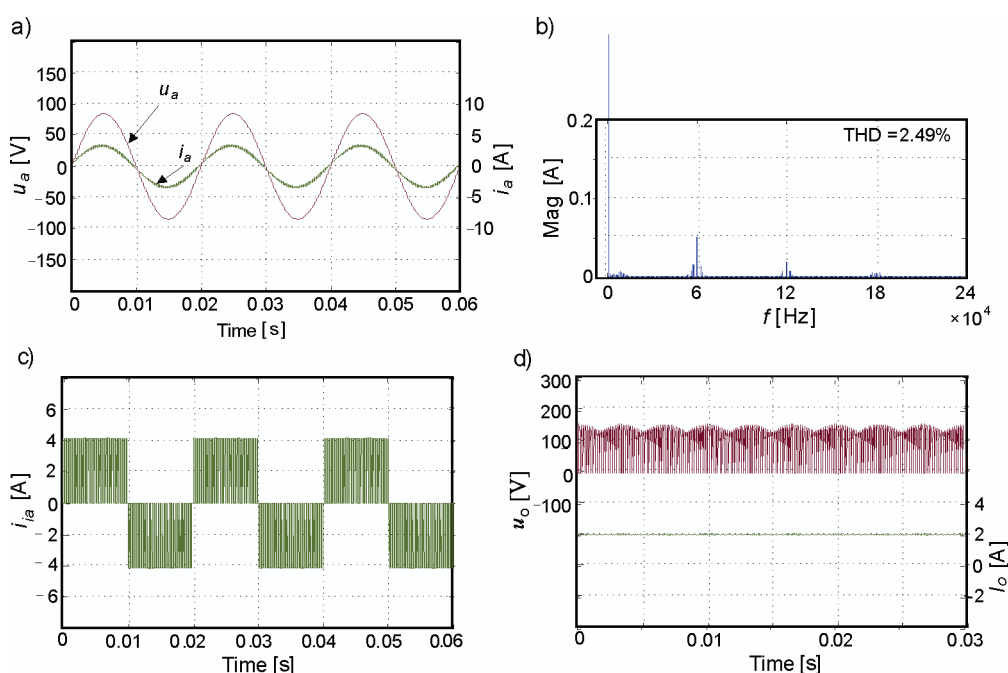 a)
150
100
50
0
−50
−100
−150
u_a [V]
u_a
i_a
10
5
0
−5
−10
i_a [A]
0 0.01 0.02 0.03 0.04 0.05 0.06
Time [s]
b)
0.2
0.1
0
Mag [A]
THD =2.49%
0 6 12 18 24
f [Hz]
×10⁴
c)
6
4
2
0
−2
−4
−6
i_ia [A]
0 0.01 0.02 0.03 0.04 0.05 0.06
Time [s]
d)
300
200
100
0
−100
u_o [V]
4
2
0
−2
I_o [A]
0 0.01 0.02 0.03
Time [s]